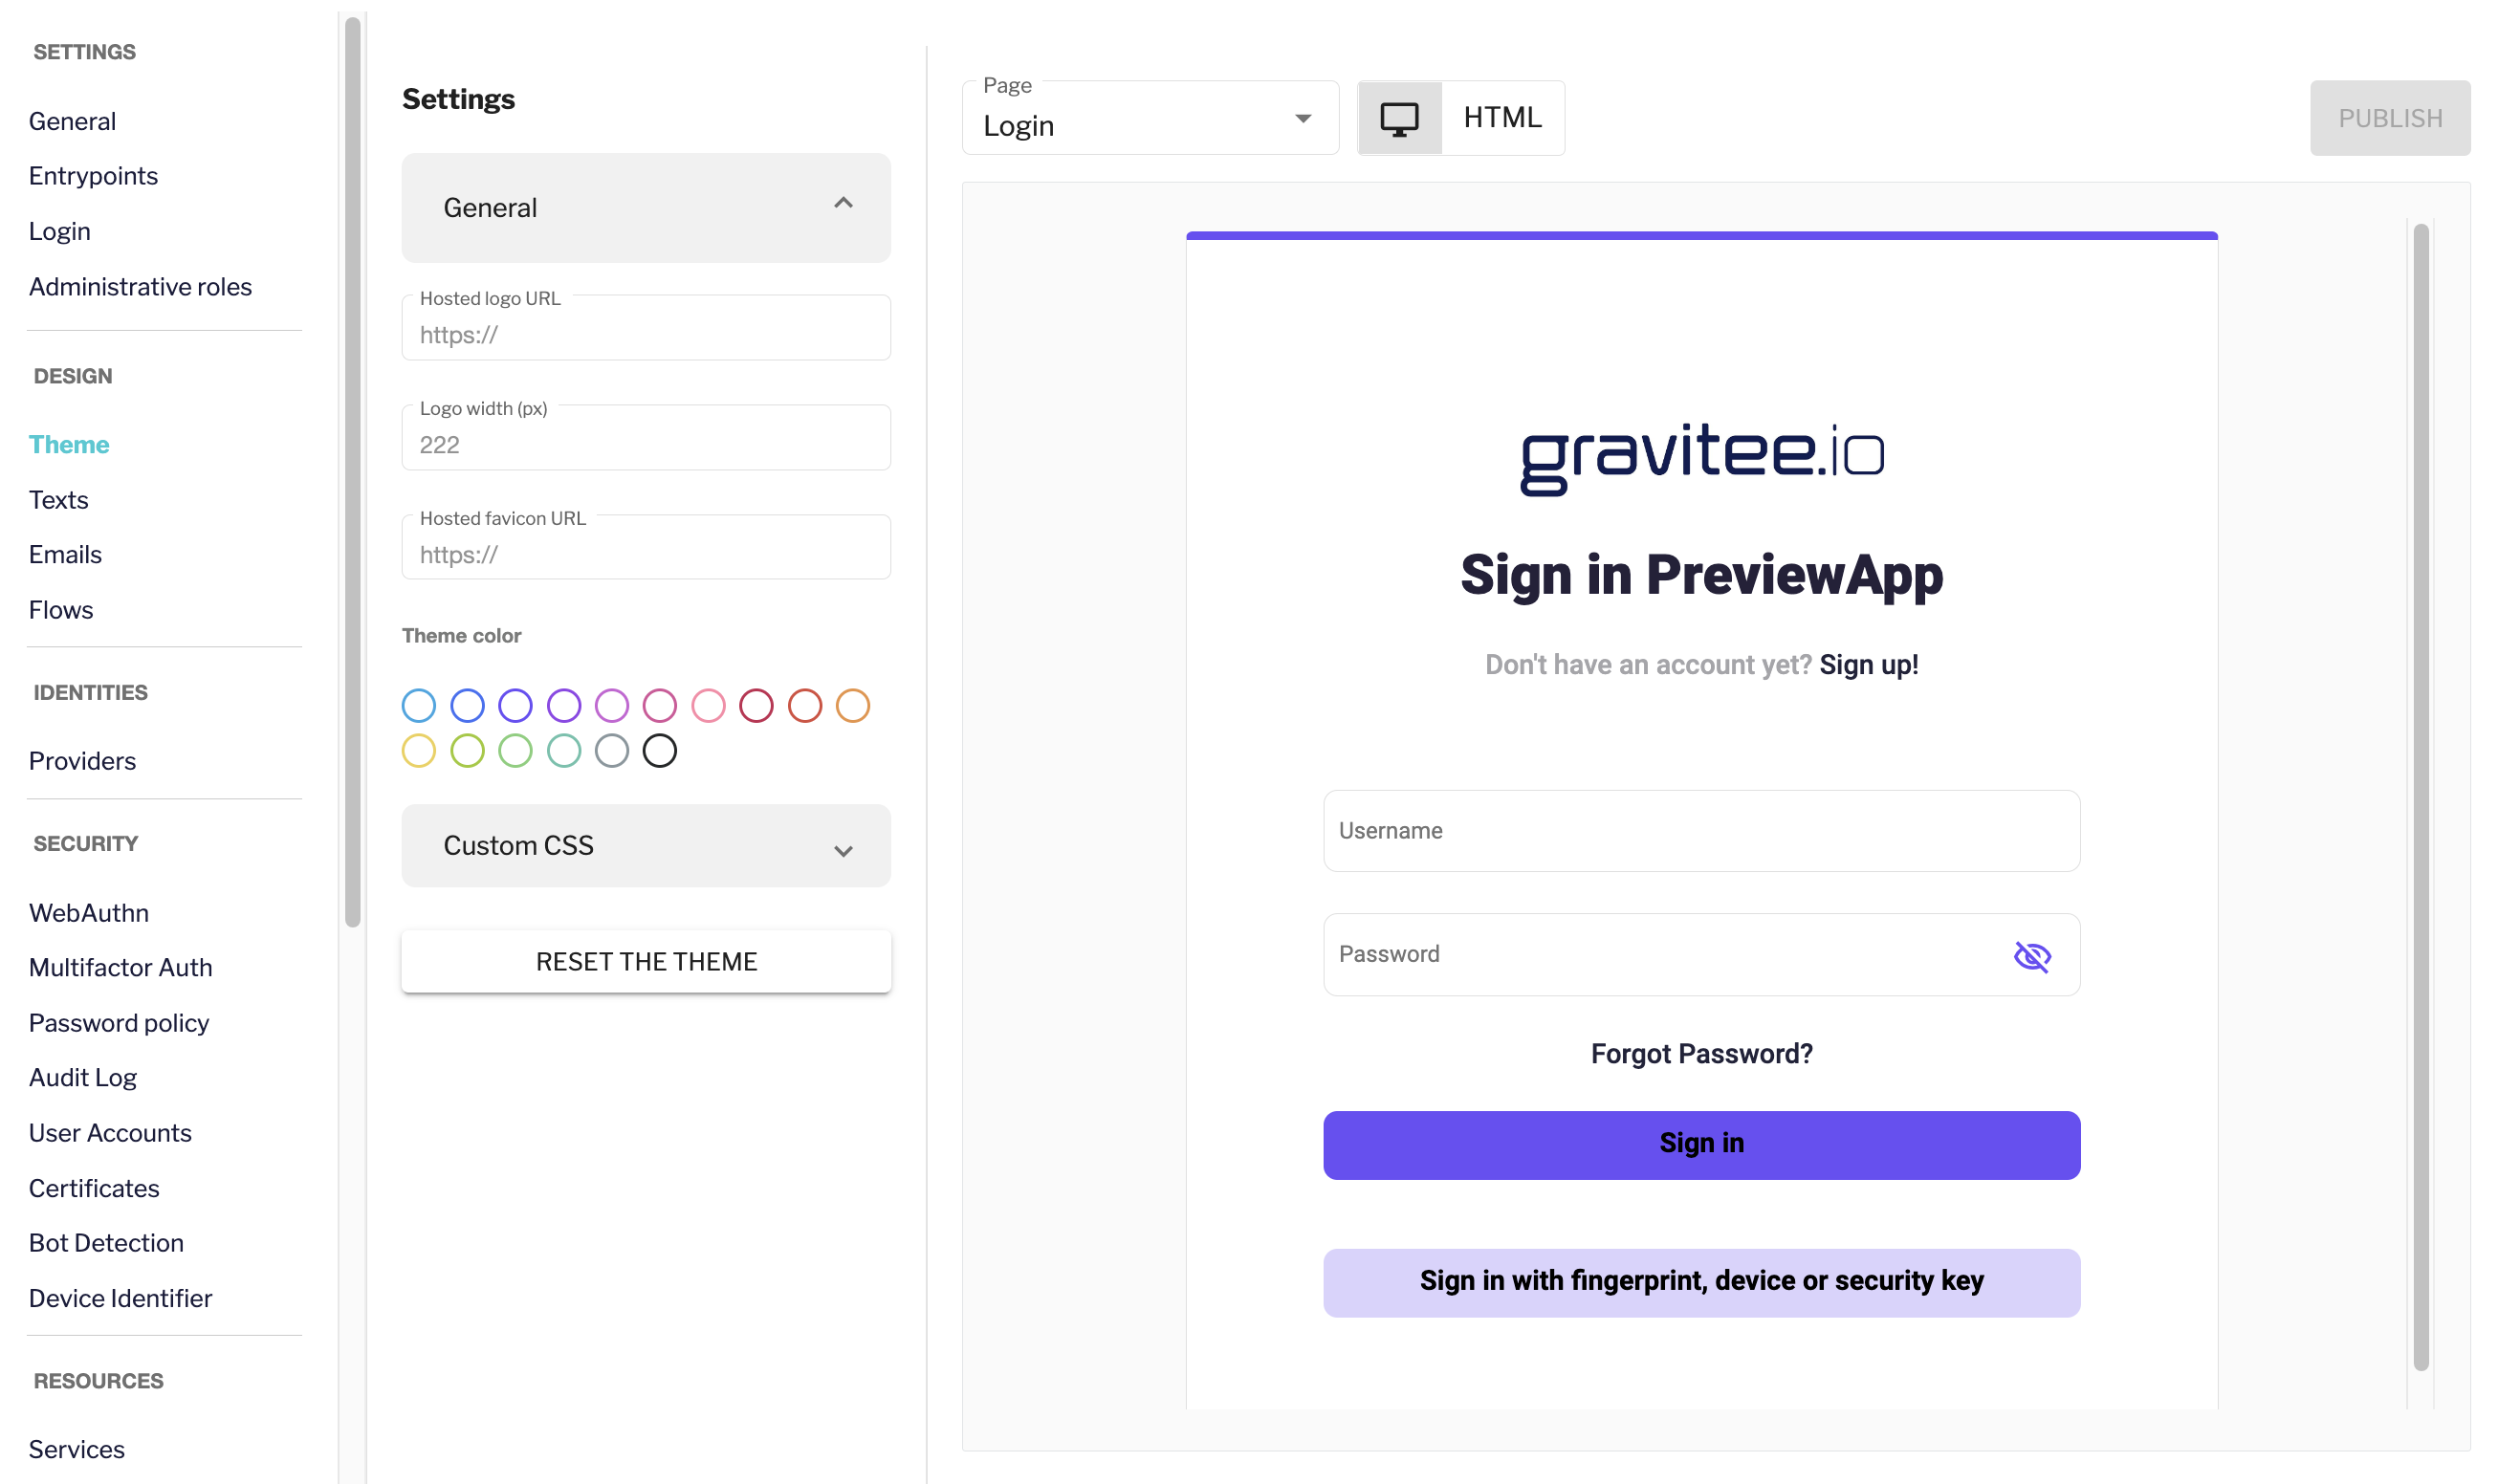 SETTINGS
General
Entrypoints
Login
Administrative roles
DESIGN
Theme
Texts
Emails
Flows
IDENTITIES
Providers
SECURITY
WebAuthn
Multifactor Auth
Password policy
Audit Log
User Accounts
Certificates
Bot Detection
Device Identifier
RESOURCES
Services
Settings
General
Hosted logo URL
https://
Logo width (px)
222
Hosted favicon URL
https://
Theme color
Custom CSS
RESET THE THEME
Page
Login
HTML
PUBLISH
gravitee.io
Sign in PreviewApp
Don't have an account yet? Sign up!
Username
Password
Forgot Password?
Sign in
Sign in with fingerprint, device or security key